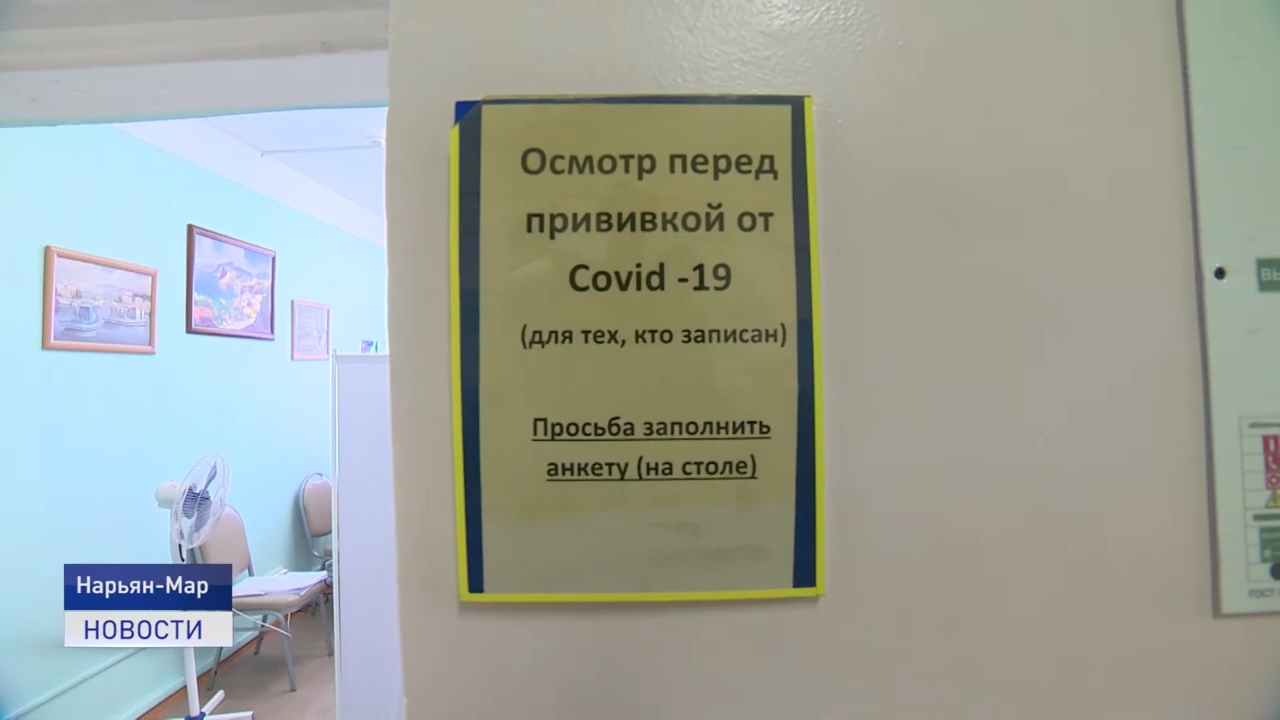 Осмотр перед
прививкой от
Covid -19
(для тех, кто записан)
Просьба заполнить
анкету (на столе)
Нарьян-Мар
НОВОСТИ